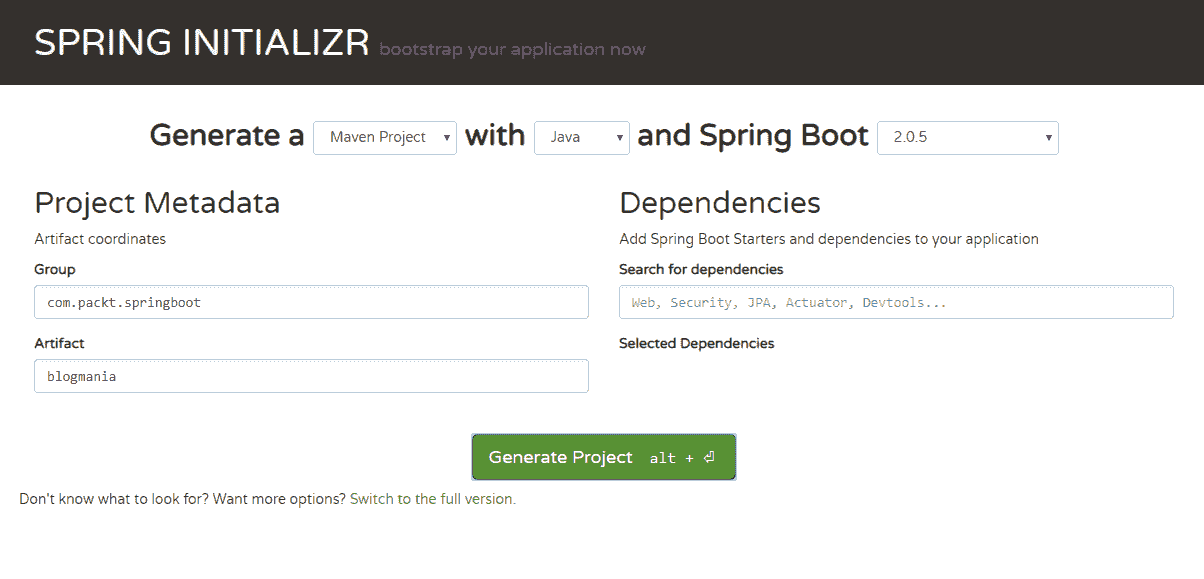 SPRING INITIALIZR bootstrap your application now
Generate a Maven Project with Java and Spring Boot 2.0.5
Project Metadata
Artifact coordinates
Group
com.packt.springboot
Artifact
blogmania
Dependencies
Add Spring Boot Starters and dependencies to your application
Search for dependencies
Web, Security, JPA, Actuator, Devtools...
Selected Dependencies
Generate Project alt + ⏎
Don't know what to look for? Want more options? Switch to the full version.